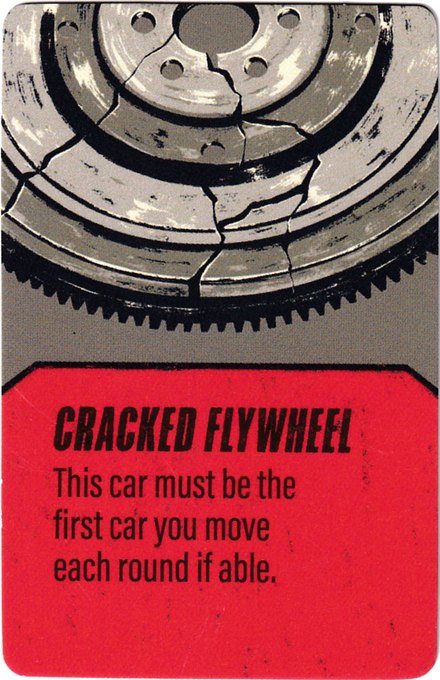 CRACKED FLYWHEEL
This car must be the
first car you move
each round if able.